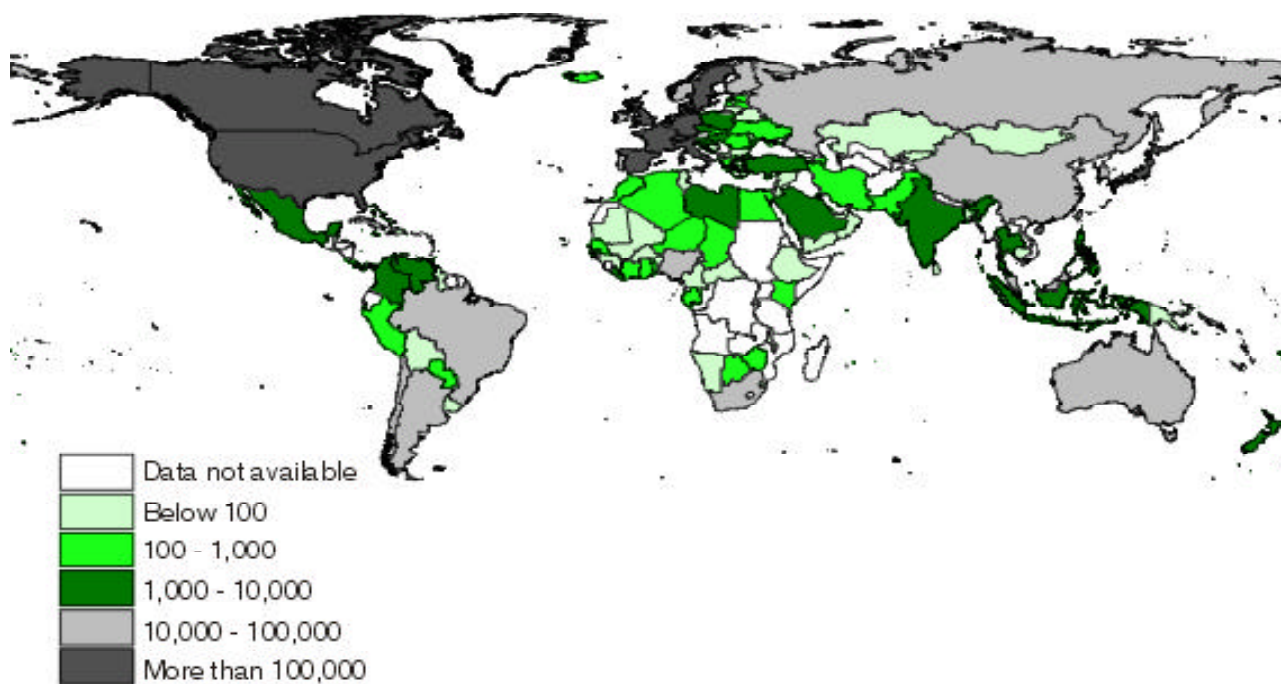 Data not available
Below 100
100 - 1,000
1,000 - 10,000
10,000 - 100,000
More than 100,000